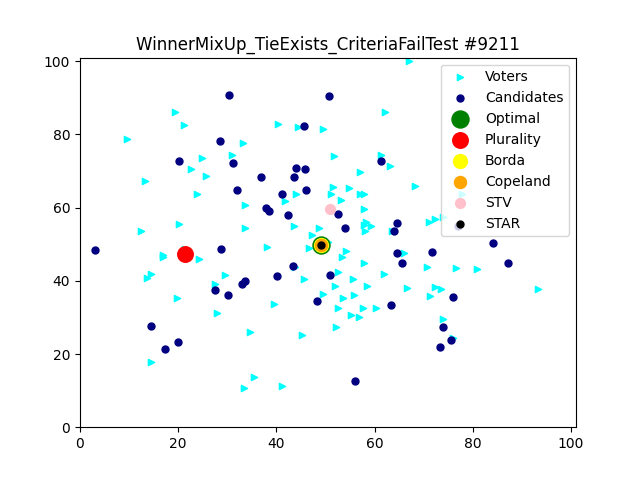 WinnerMixUp_TieExists_CriteriaFailTest #9211
100
80
60
40
20
0
0
20
40
60
80
100
Voters
Candidates
Optimal
Plurality
Borda
Copeland
STV
STAR